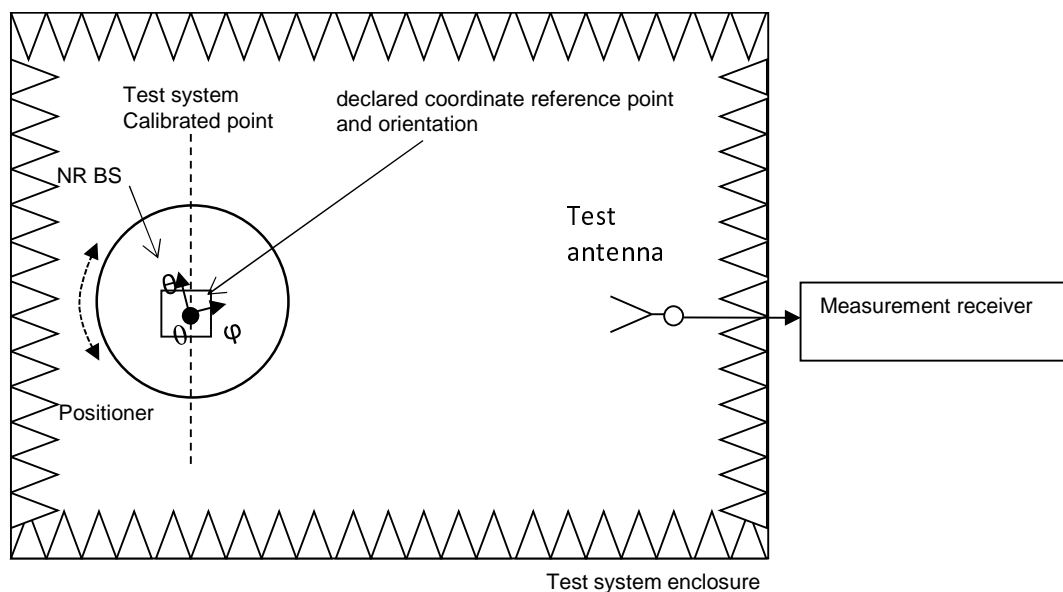 Test system
Calibrated point
declared coordinate reference point
and orientation
NR BS
Test
antenna
θ
θ
φ
Measurement receiver
Positioner
Test system enclosure